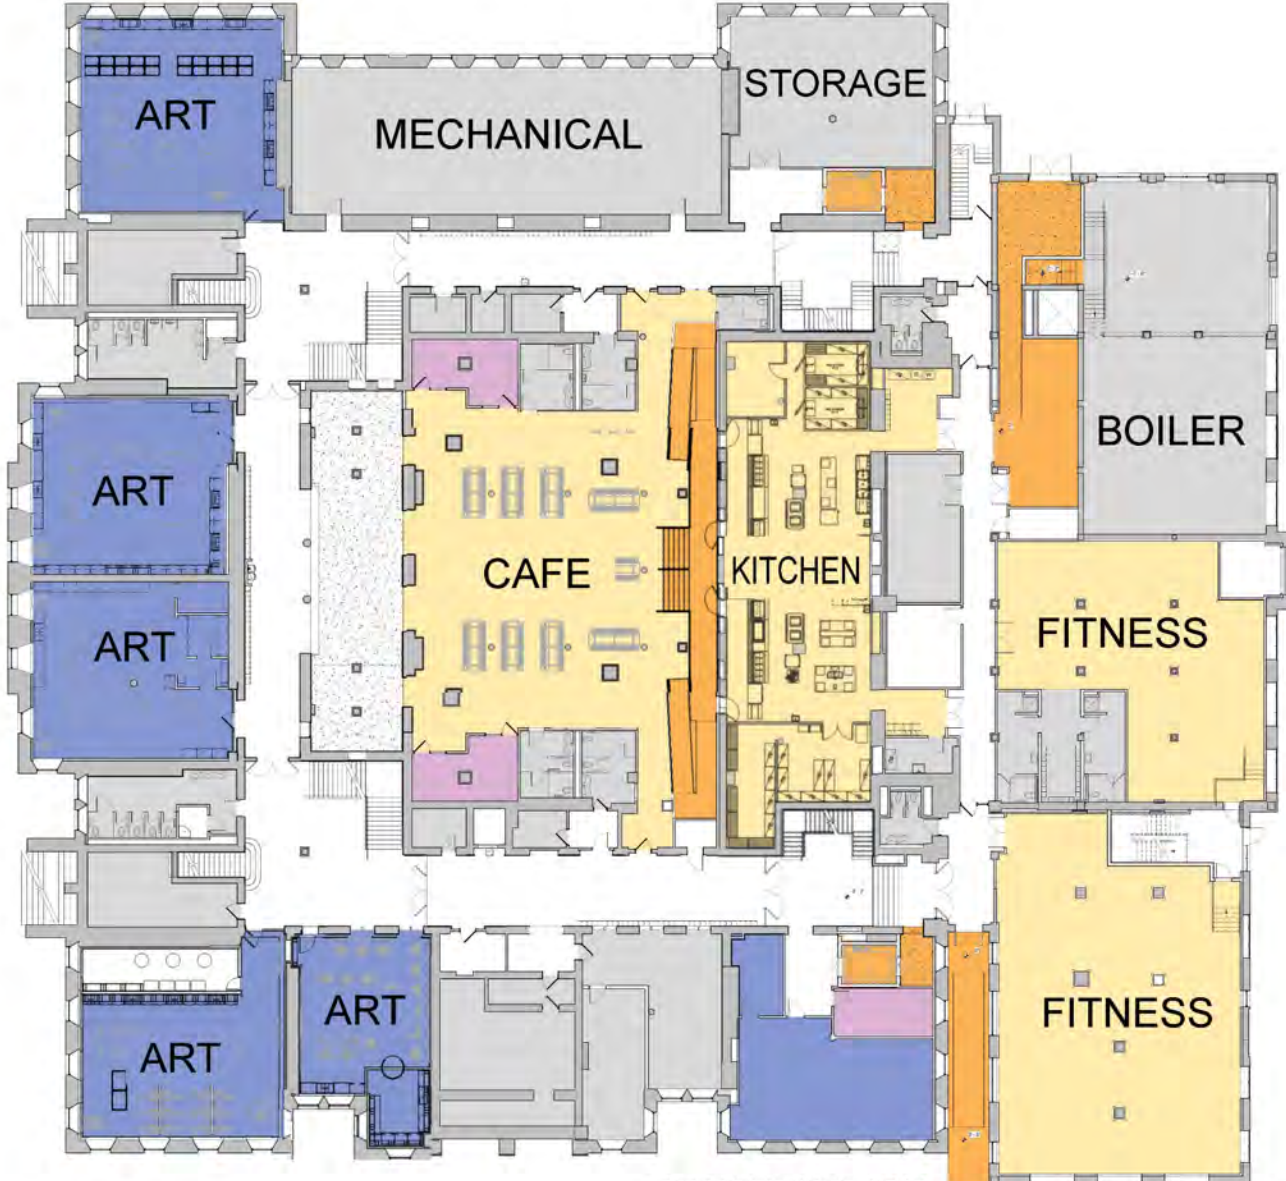 ART
MECHANICAL
STORAGE
BOILER
ART
CAFE
KITCHEN
FITNESS
ART
ART
ART
FITNESS